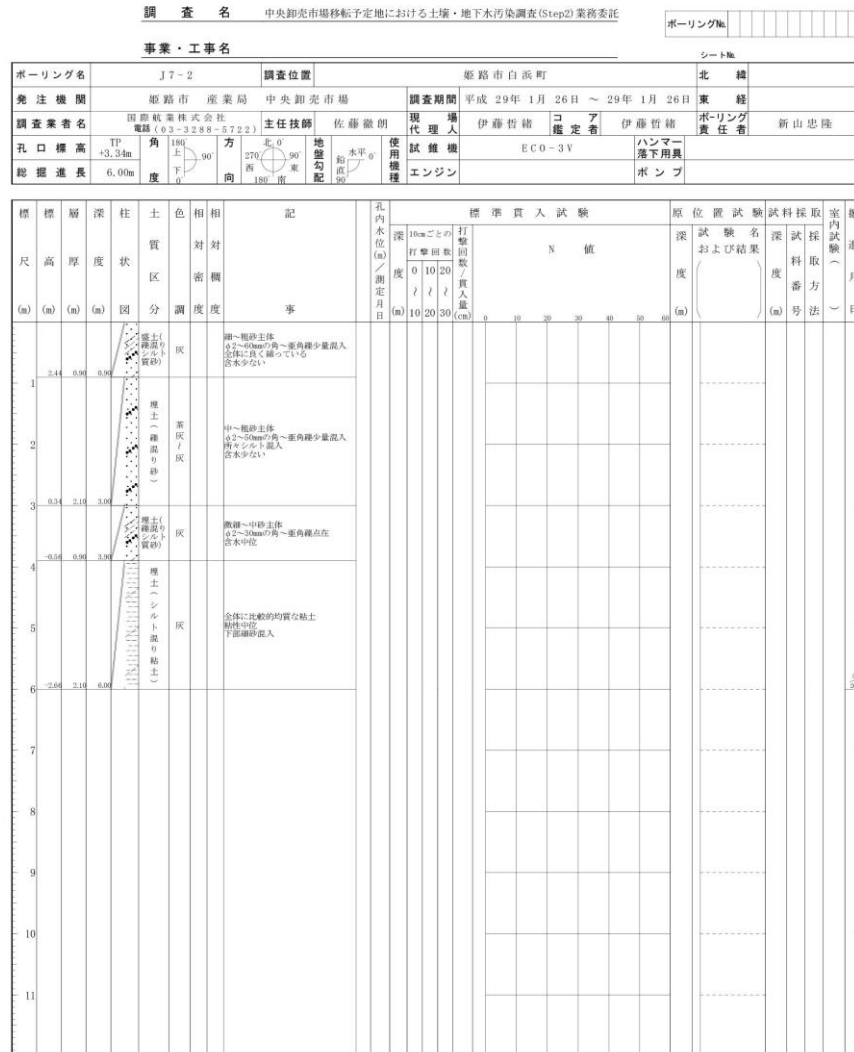 調査名 中央卸売市場移転予定地における土壌・地下水汚染調査(Step2)業務委託
ボーリングNo.
事業・工事名
シートNo.
ボーリング名 J7-2 調査位置 姫路市白浜町 北緯
発注機関 姫路市 産業局 中央卸売市場 調査期間 平成 29年 1月 26日 ～ 29年 1月 26日 東経
調査業者名 国際航業株式会社 電話(03-3288-5722) 主任技師 佐藤徹朗 現場代理人 伊藤哲緒 コア鑑定者 伊藤哲緒 ボーリング責任者 新山忠隆
孔口標高 TP +3.34m 角度 180° 上 下 0° 90° 方向 北 0° 270° 西 90° 東 180° 南 地盤勾配 水平 0° 鉛直 90° 使用機種 試錐機 ECO-3V ハンマー落下用具
総掘進長 6.00m エンジン ポンプ
標尺(m) 標高(m) 層厚(m) 深度(m) 柱状図 土質区分 色調 相対密度 相対稠度 記事 孔内水位(m)/測定月日 標準貫入試験 原位置試験 試料採取 室内試験( )
深度(m) 10cmごとの打撃回数 0～10 10～20 20～30 打撃回数/貫入量(cm) N値 深度(m) 試験名および結果( ) 深度(m) 試料番号 採取方法
0 10 20 30 40 50 60
盛土(礫混りシルト質砂) 灰 細～粗砂主体
φ2～60mmの角～亜角礫少量混入
全体に良く締っている
含水少ない
2.44 0.90 0.90
1
埋土(礫混り砂) 茶灰～灰 中～粗砂主体
φ2～50mmの角～亜角礫少量混入
所々シルト混入
含水少ない
2
3 0.34 2.10 3.00
埋土(礫混りシルト質砂) 灰 微細～中砂主体
φ2～30mmの角～亜角礫点在
含水中位
-0.56 0.90 3.90
4
埋土(シルト混り粘土) 灰 全体に比較的均質な粘土
粘性中位
下部細砂混入
5
6 -2.66 2.10 6.00
7
8
9
10
11